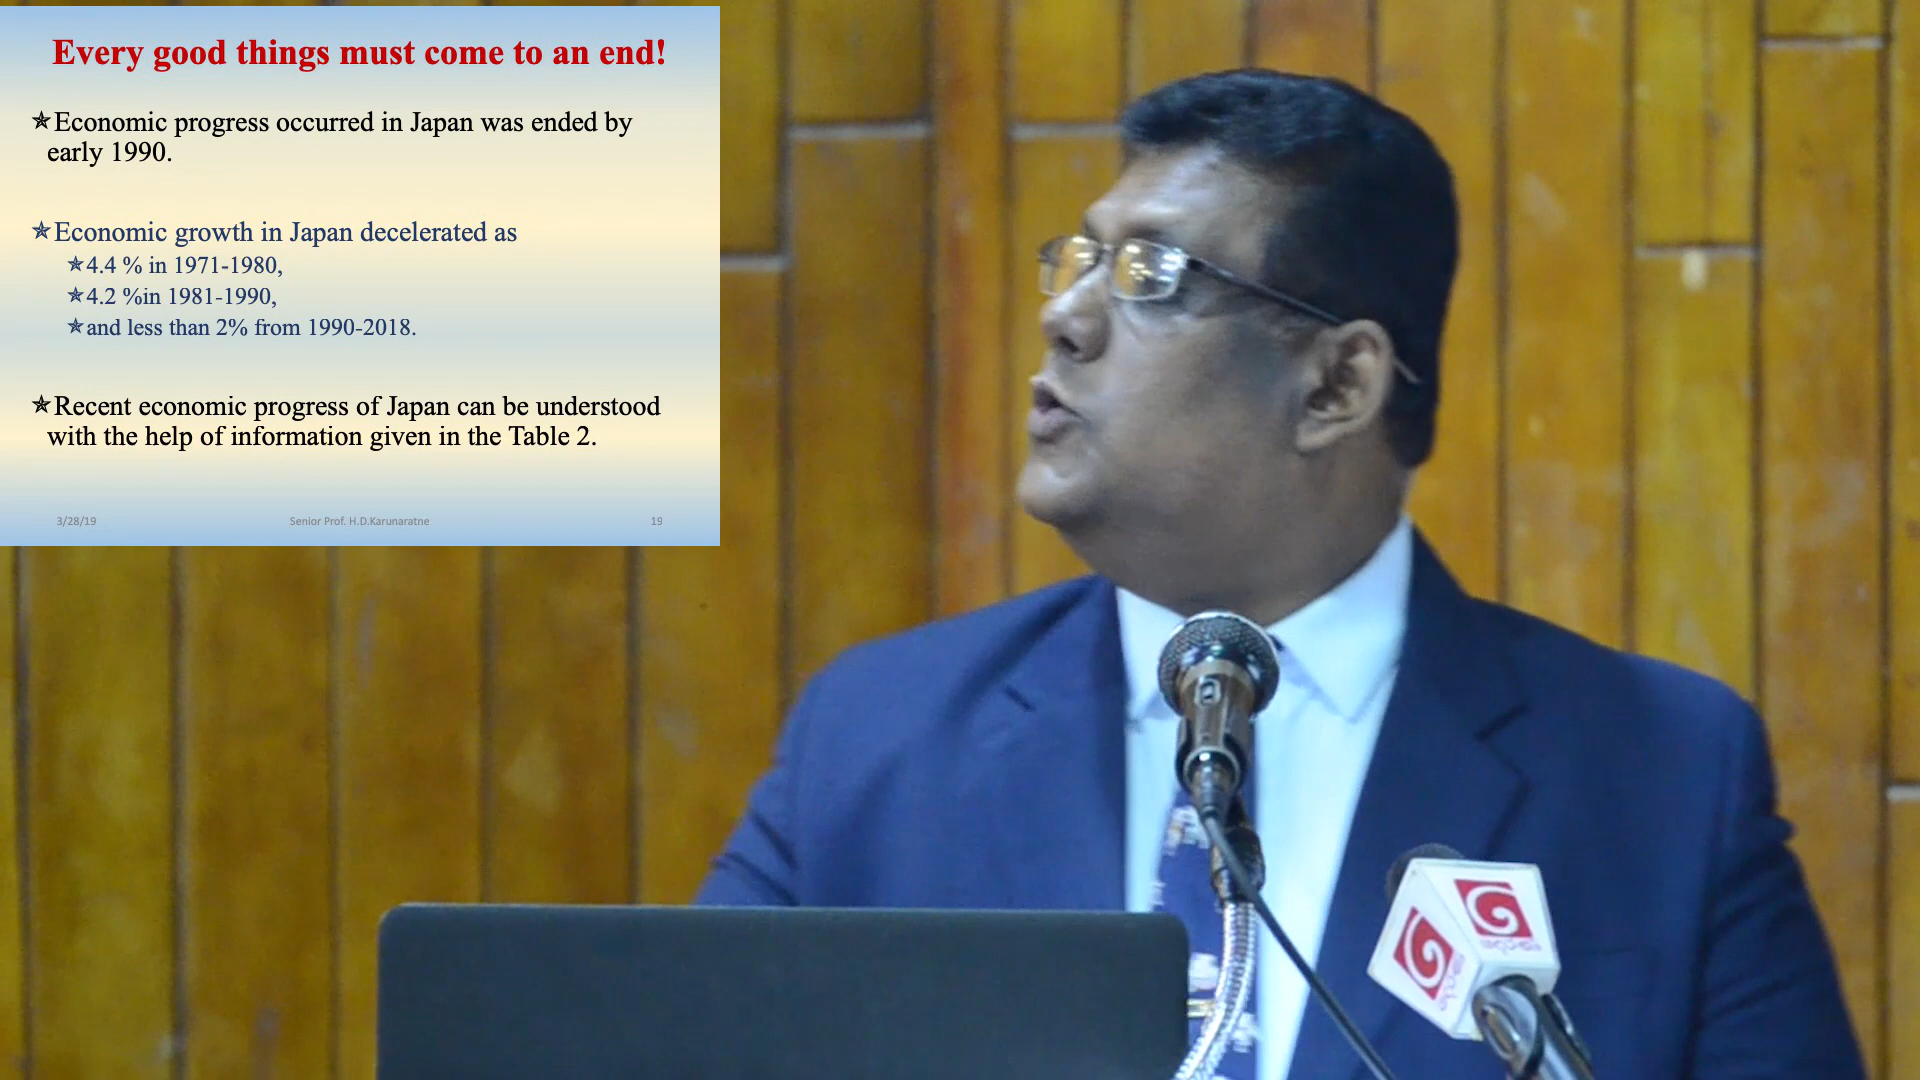 Every good things must come to an end!
✯Economic progress occurred in Japan was ended by
early 1990.
✯Economic growth in Japan decelerated as
✯4.4 % in 1971-1980,
✯4.2 %in 1981-1990,
✯and less than 2% from 1990-2018.
✯Recent economic progress of Japan can be understood
with the help of information given in the Table 2.
3/28/19 Senior Prof. H.D.Karunaratne 19